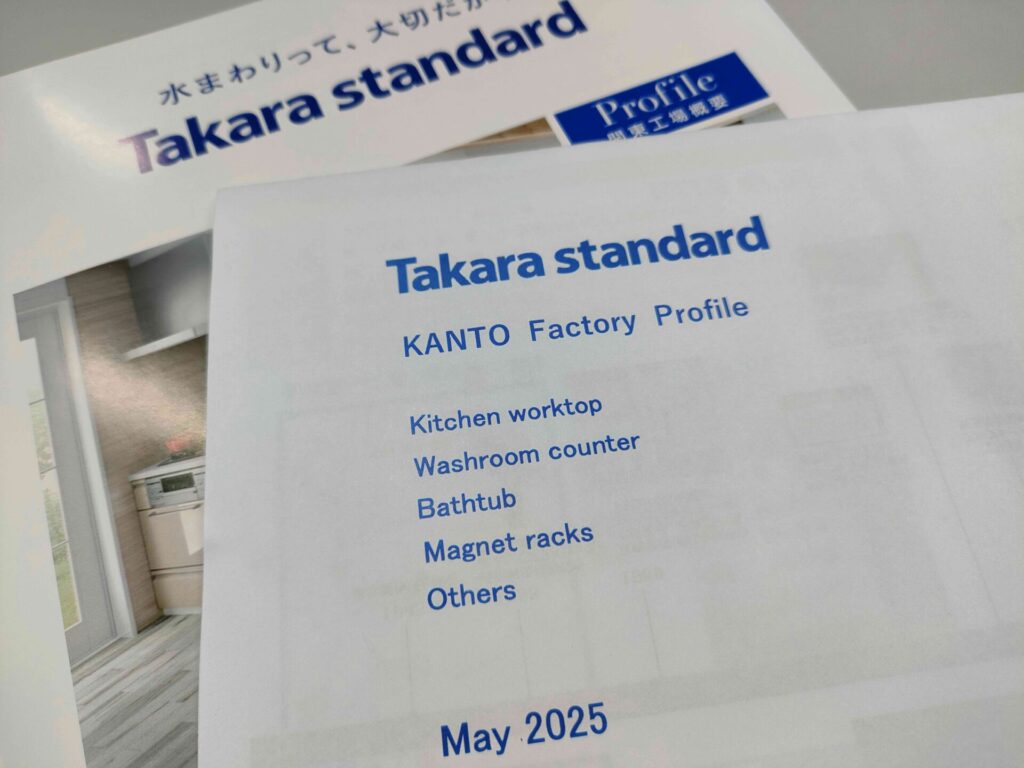 水まわりって、大切だか
Takara standard
Profile
関東工場概要
Takara standard
KANTO Factory Profile
Kitchen worktop
Washroom counter
Bathtub
Magnet racks
Others
May 2025